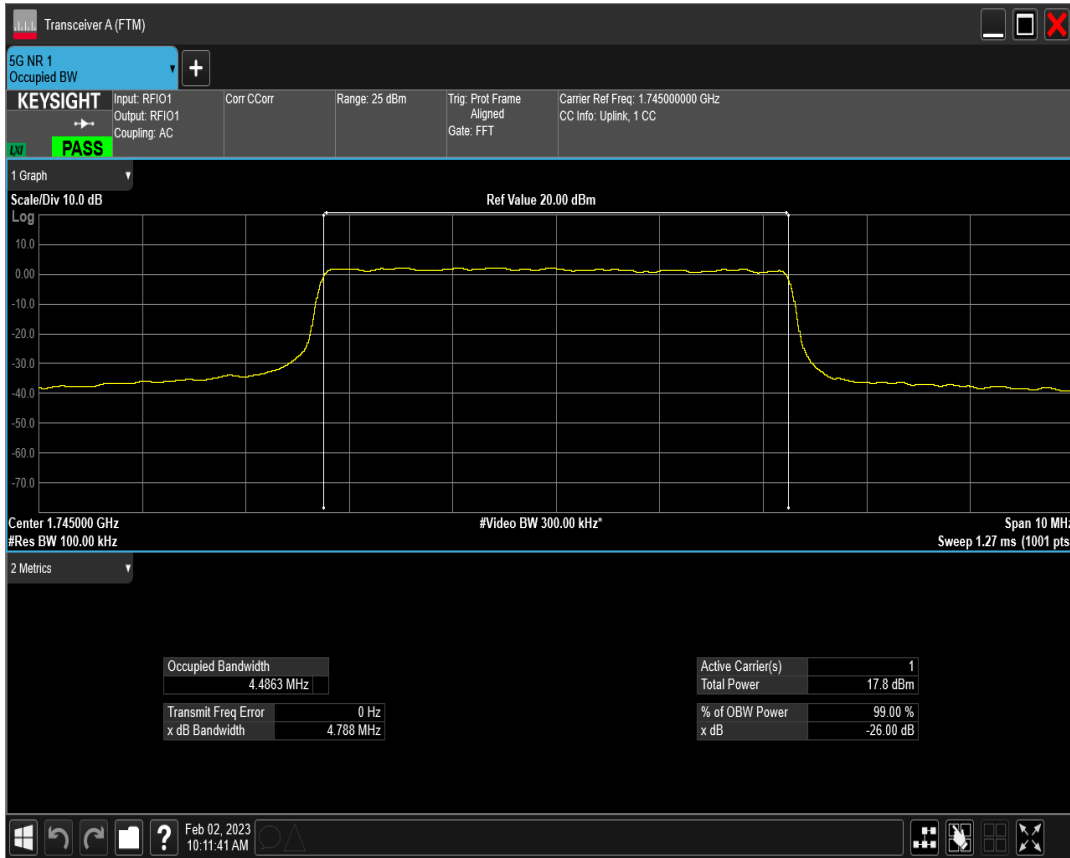 Transceiver A (FTM)
5G NR 1
Occupied BW
+
KEYSIGHT
LXI
PASS
Input: RFIO1
Output: RFIO1
Coupling: AC
Corr CCorr
Range: 25 dBm
Trig: Prot Frame
Aligned
Gate: FFT
Carrier Ref Freq: 1.745000000 GHz
CC Info: Uplink, 1 CC
1 Graph
Scale/Div 10.0 dB
Ref Value 20.00 dBm
Log
10.0
0.00
-10.0
-20.0
-30.0
-40.0
-50.0
-60.0
-70.0
Center 1.745000 GHz
#Video BW 300.00 kHz*
Span 10 MHz
#Res BW 100.00 kHz
Sweep 1.27 ms (1001 pts
2 Metrics
Occupied Bandwidth
4.4863 MHz
Transmit Freq Error 0 Hz
x dB Bandwidth 4.788 MHz
Active Carrier(s) 1
Total Power 17.8 dBm
% of OBW Power 99.00 %
x dB -26.00 dB
?
Feb 02, 2023
10:11:41 AM